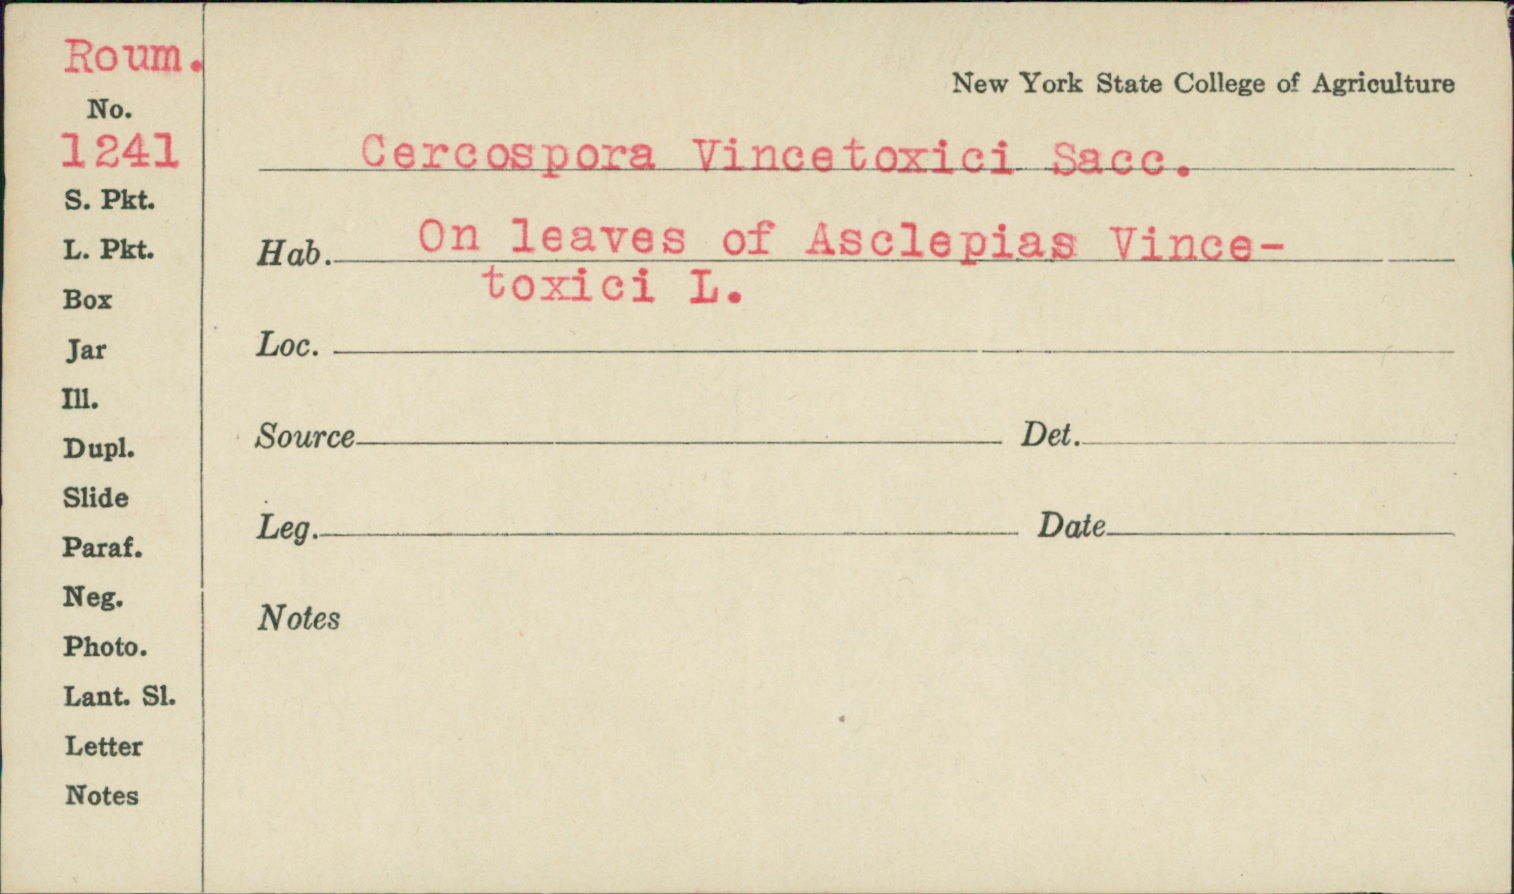 Roum.
No.
1241
S. Pkt.
L. Pkt.
Box
Jar
Ill.
Dupl.
Slide
Paraf.
Neg.
Photo.
Lant. Sl.
Letter
Notes
New York State College of Agriculture
Cercospora Vincetoxici Sacc.
Hab. On leaves of Asclepias Vince-
toxici L.
Loc.
Source Det.
Leg. Date
Notes